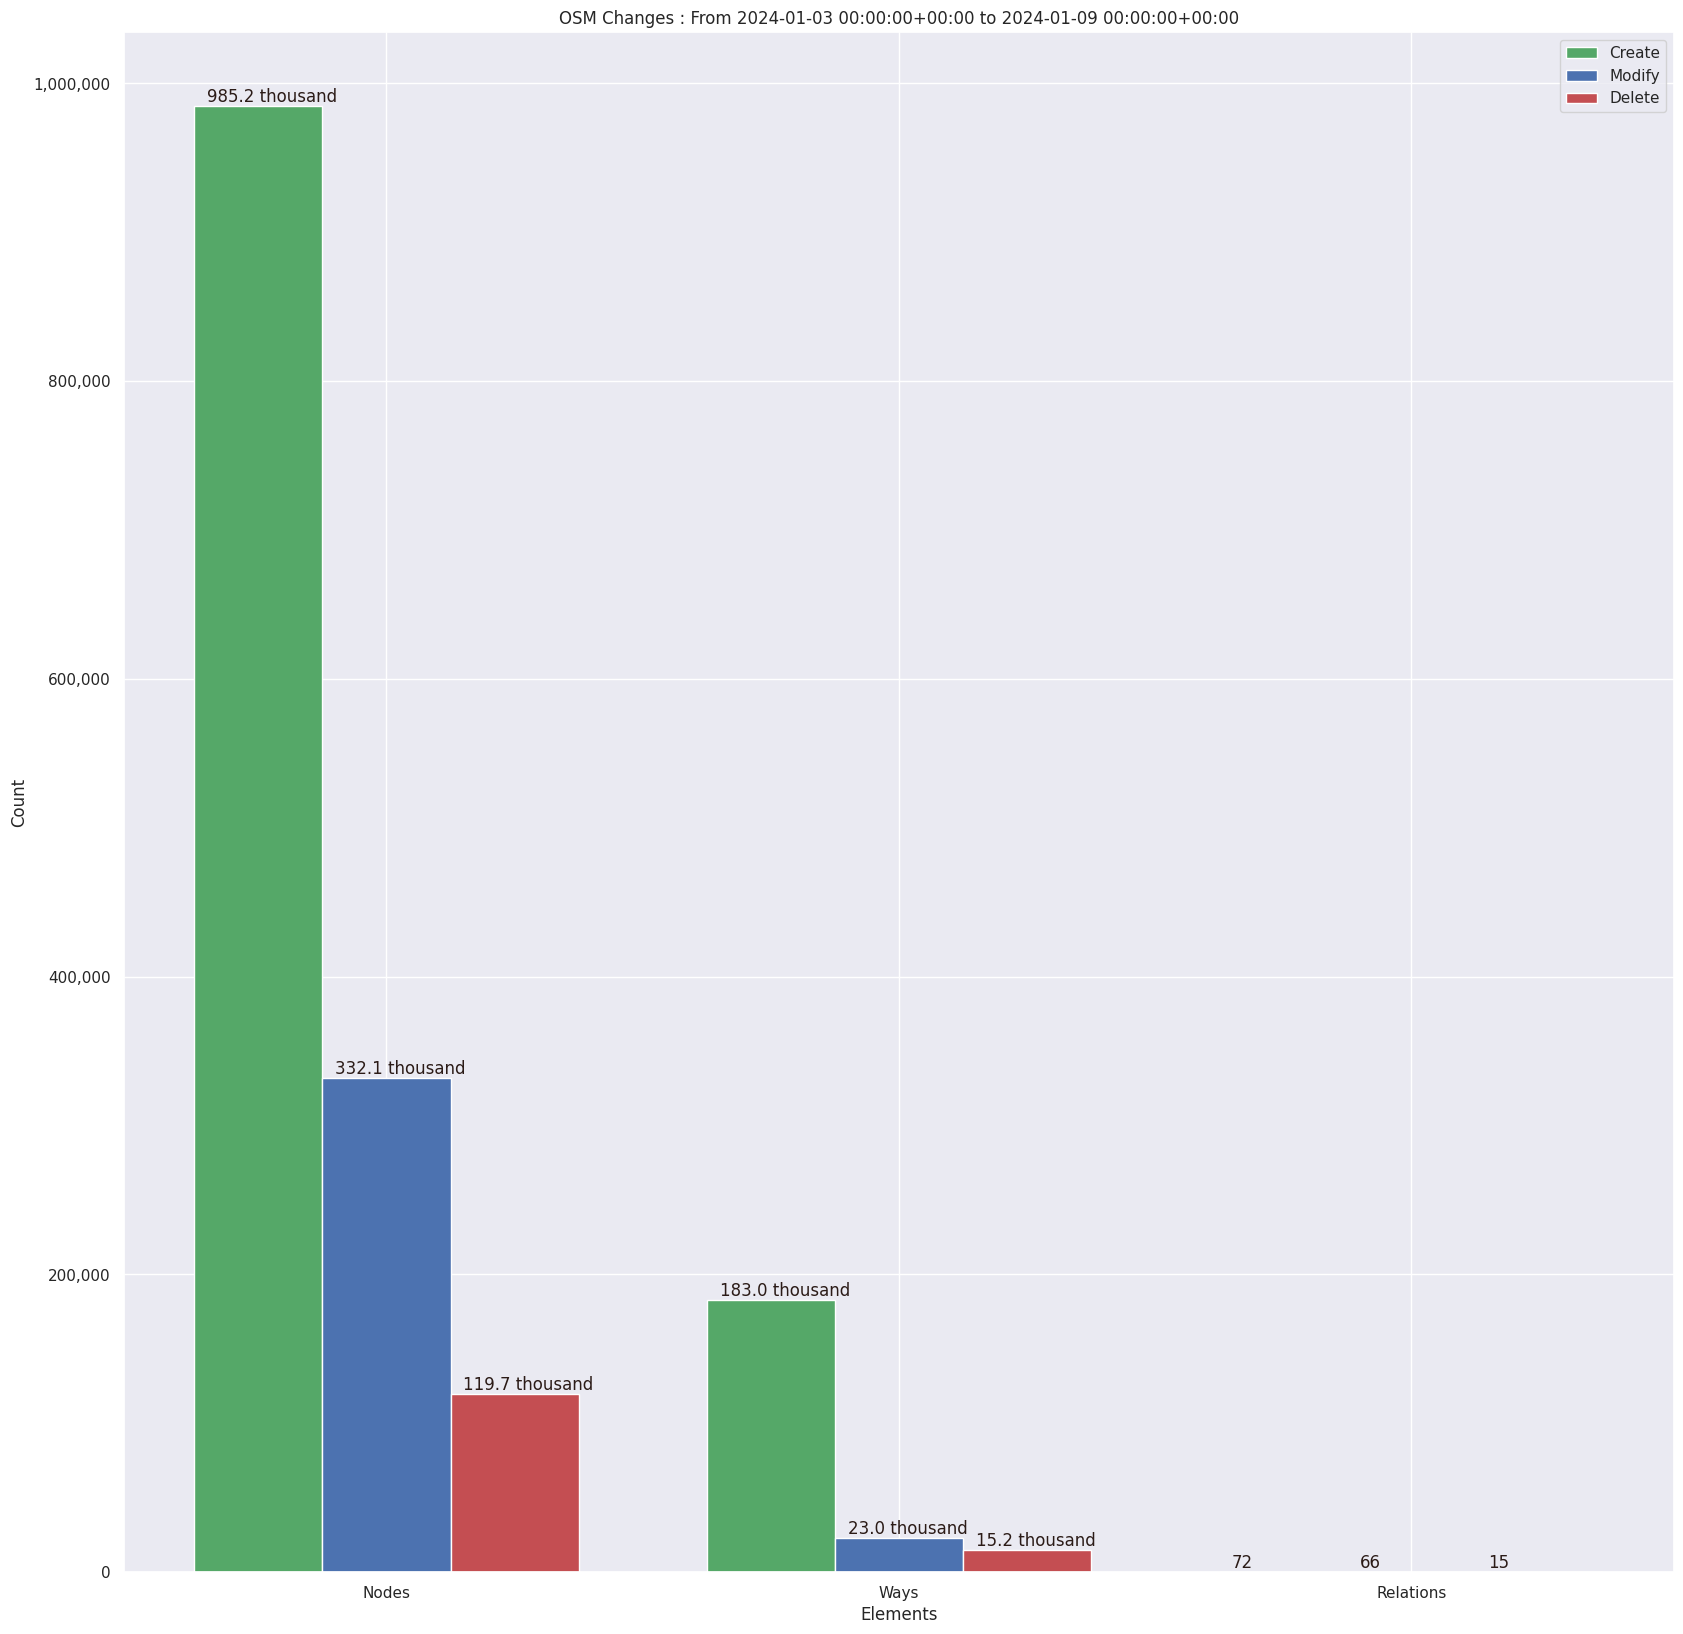 OSM Changes : From 2024-01-03 00:00:00+00:00 to 2024-01-09 00:00:00+00:00
Create
Modify
Delete
1,000,000
800,000
600,000
400,000
200,000
0
Count
985.2 thousand
332.1 thousand
119.7 thousand
183.0 thousand
23.0 thousand
15.2 thousand
72
66
15
Nodes
Ways
Relations
Elements